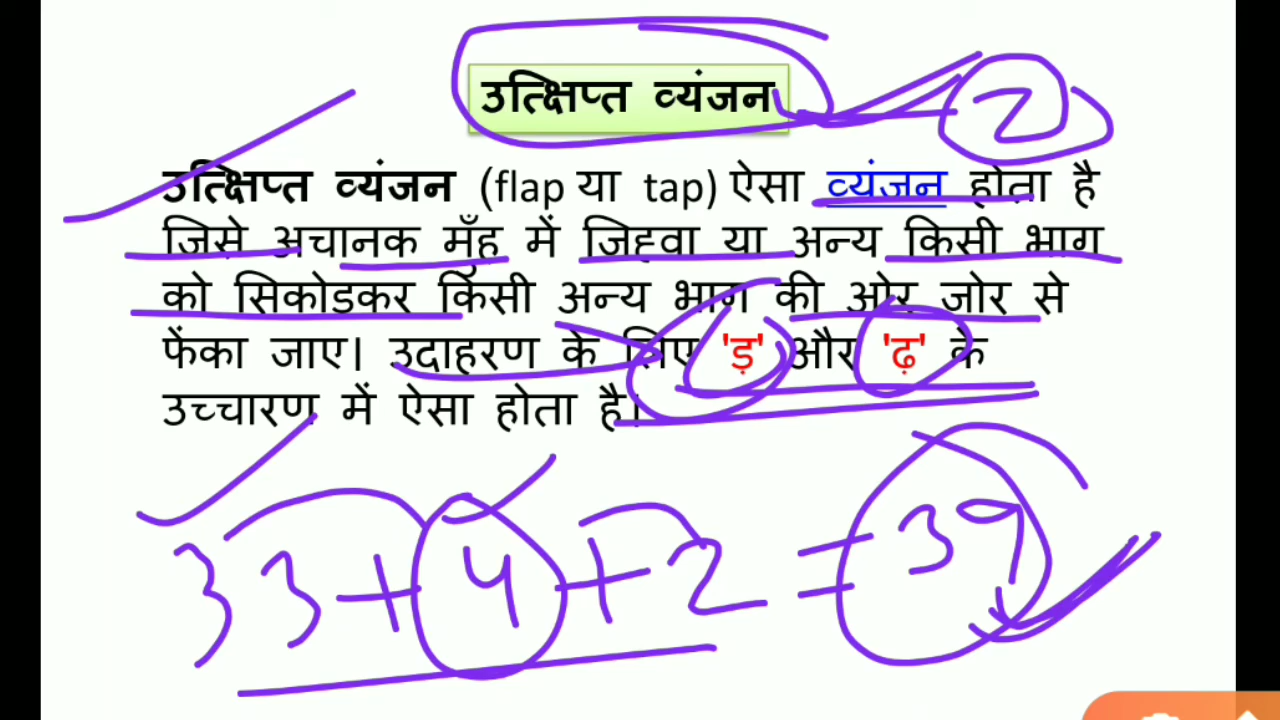 उत्क्षिप्त व्यंजन 2
उत्क्षिप्त व्यंजन (flap या tap) ऐसा व्यंजन होता है
जिसे अचानक मुँह में जिह्वा या अन्य किसी भाग
को सिकोडकर किसी अन्य भाग की ओर जोर से
फेंका जाए। उदाहरण के लिए 'ड़' और 'ढ़' के
उच्चारण में ऐसा होता है।
33+4+2=39